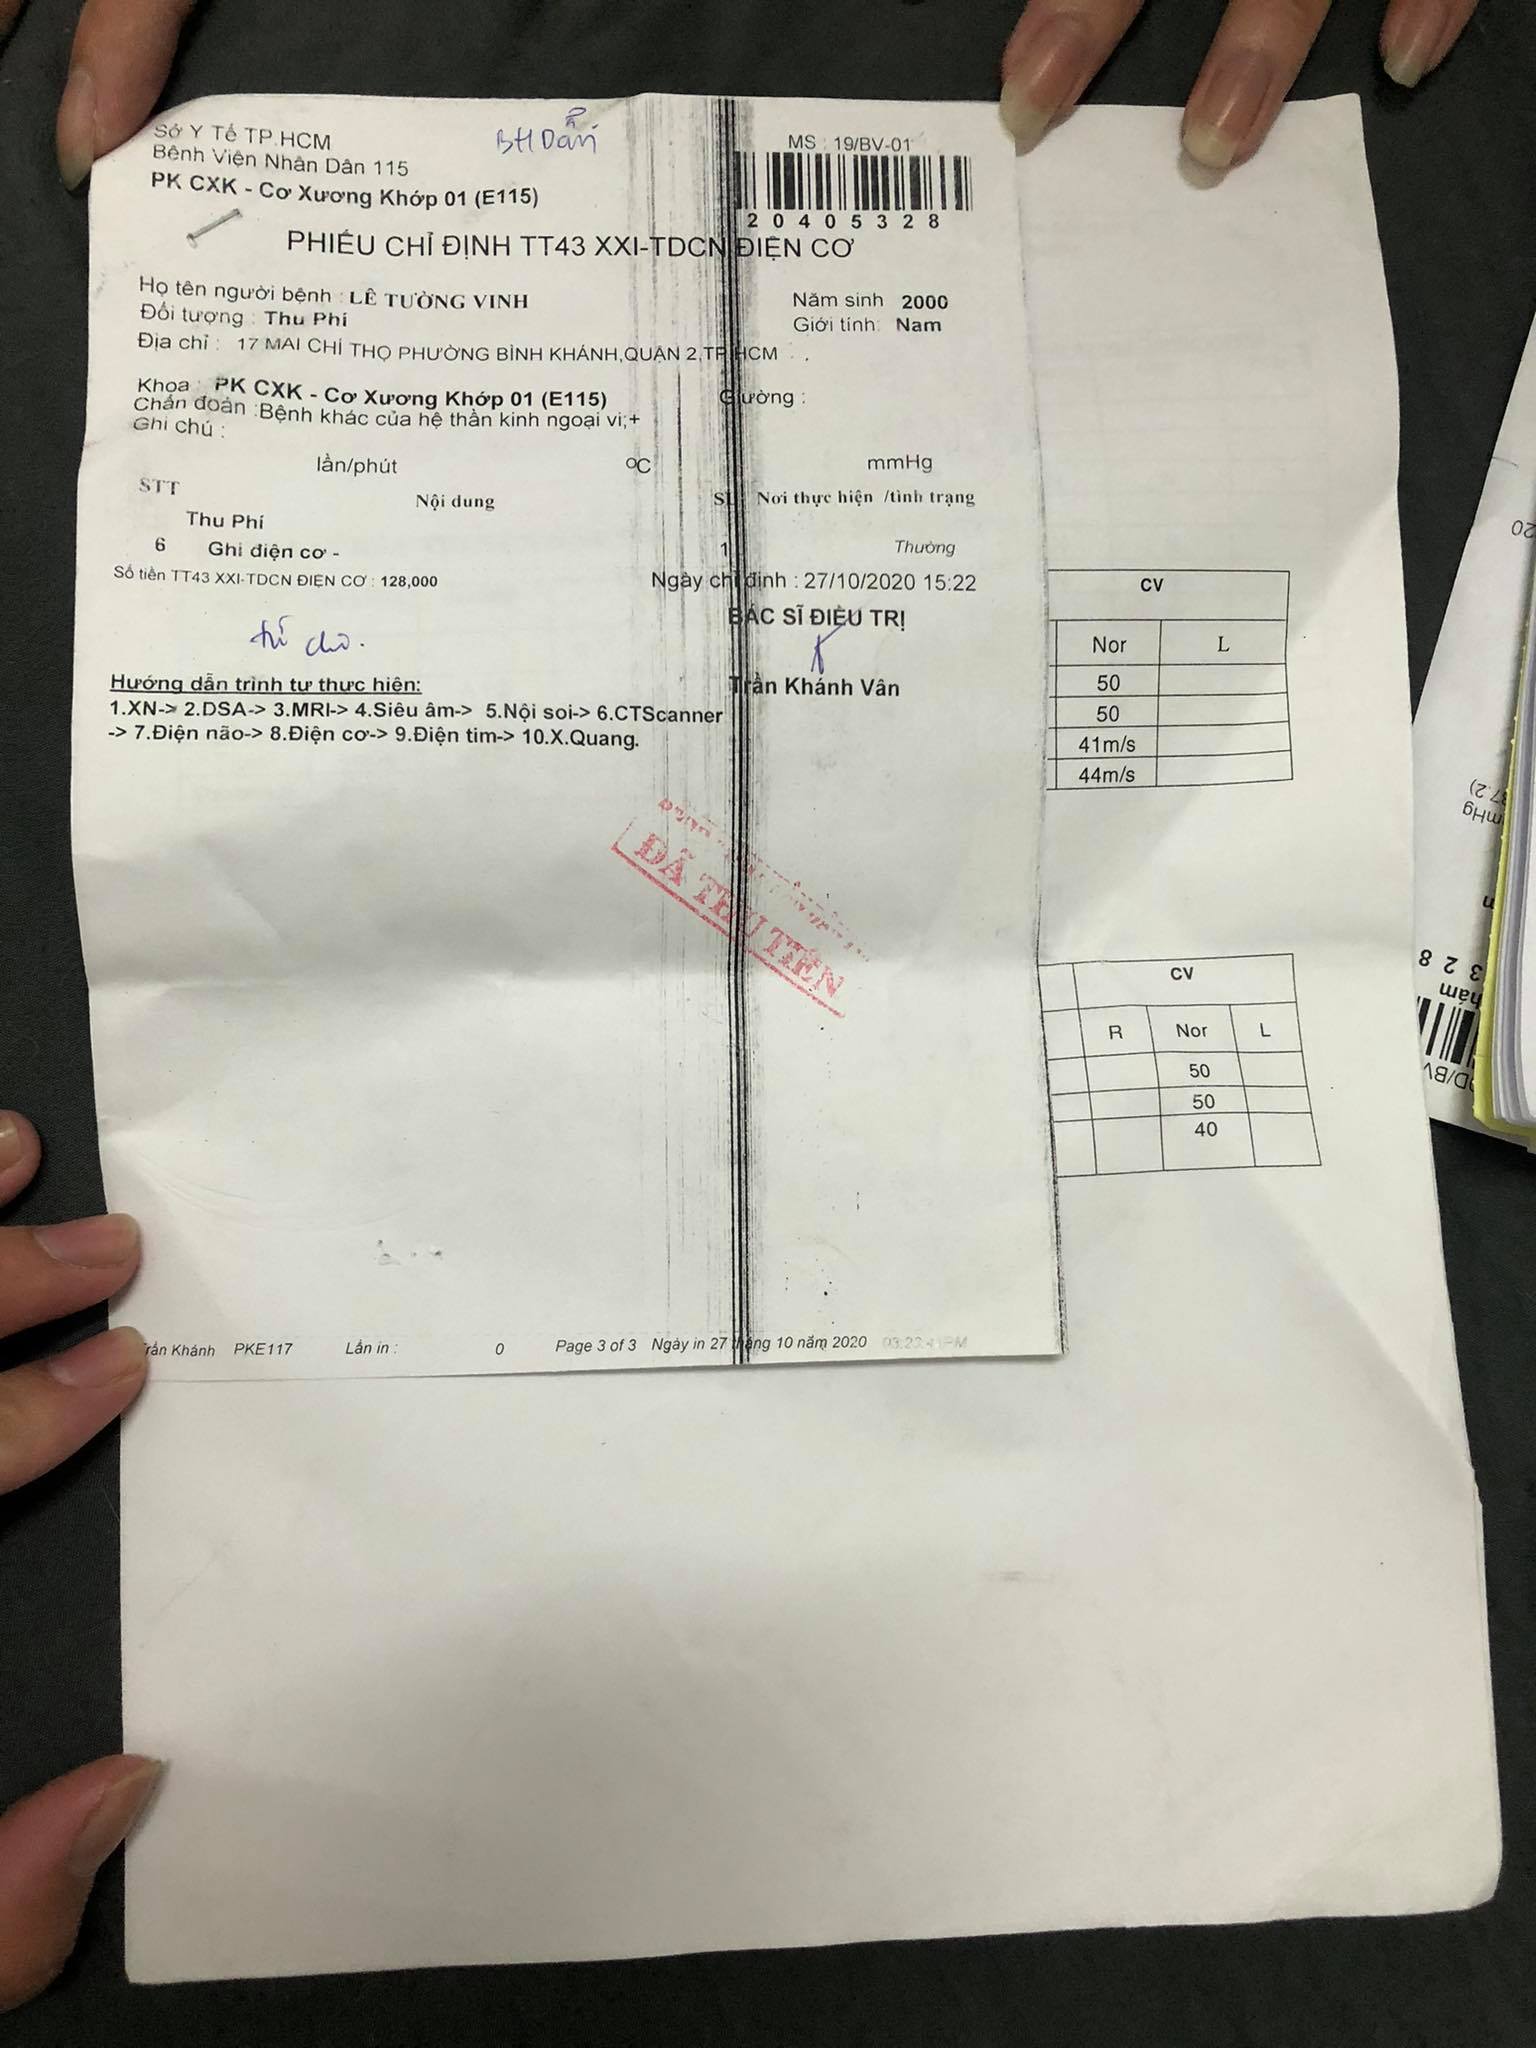 Sở Y Tế TP.HCM
Bệnh Viện Nhân Dân 115
PK CXK - Cơ Xương Khớp 01 (E115)
BH Dẫn
MS : 19/BV-01
20405328
PHIẾU CHỈ ĐỊNH TT43 XXI-TDCN ĐIỆN CƠ
Họ tên người bệnh : LÊ TƯỜNG VINH
Năm sinh 2000
Đối tượng : Thu Phí
Giới tính: Nam
Địa chỉ : 17 MAI CHÍ THỌ PHƯỜNG BÌNH KHÁNH,QUẬN 2,TP.HCM .
Khoa : PK CXK - Cơ Xương Khớp 01 (E115)
Giường :
Chẩn đoán :Bệnh khác của hệ thần kinh ngoại vi;+
Ghi chú :
lần/phút ºC mmHg
STT Nội dung SL Nơi thực hiện /tình trạng
Thu Phí
6 Ghi điện cơ - 1 Thường
Số tiền TT43 XXI-TDCN ĐIỆN CƠ : 128,000
Ngày chỉ định : 27/10/2020 15:22
BÁC SĨ ĐIỀU TRỊ
Trần Khánh Vân
Hướng dẫn trình tự thực hiện:
1.XN-> 2.DSA-> 3.MRI-> 4.Siêu âm-> 5.Nội soi-> 6.CTScanner
-> 7.Điện não-> 8.Điện cơ-> 9.Điện tim-> 10.X.Quang.
ĐÃ THU TIỀN
Trần Khánh PKE117 Lần in : 0 Page 3 of 3 Ngày in 27 tháng 10 năm 2020
CV
Nor L
50
50
41m/s
44m/s
CV
R Nor L
50
50
40
20
37.2)
mmHg
328